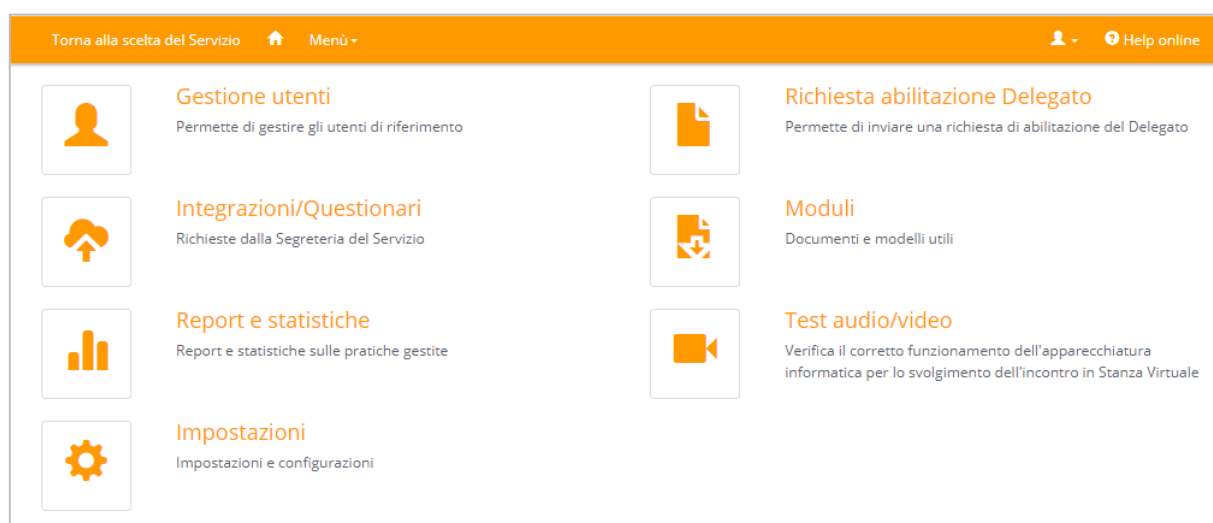 Torna alla scelta del Servizio Menù Help online
Gestione utenti
Permette di gestire gli utenti di riferimento
Richiesta abilitazione Delegato
Permette di inviare una richiesta di abilitazione del Delegato
Integrazioni/Questionari
Richieste dalla Segreteria del Servizio
Moduli
Documenti e modelli utili
Report e statistiche
Report e statistiche sulle pratiche gestite
Test audio/video
Verifica il corretto funzionamento dell'apparecchiatura
informatica per lo svolgimento dell'incontro in Stanza Virtuale
Impostazioni
Impostazioni e configurazioni